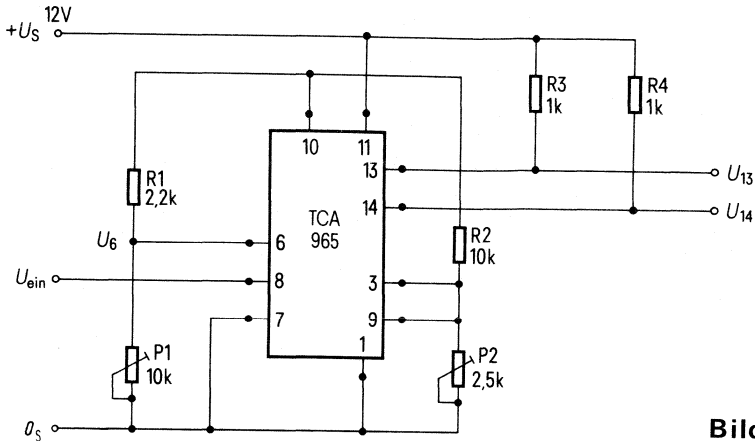 12V
+U_S
R3
1k
R4
1k
10
11
13
U_13
R1
2,2k
TCA
965
14
U_14
U_6
6
R2
10k
U_ein
8
3
7
9
1
P1
10k
P2
2,5k
0_S
Bild